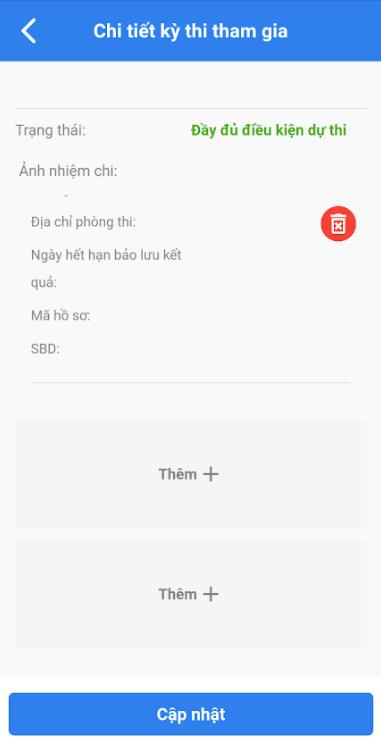 Chi tiết kỳ thi tham gia
Trạng thái: Đầy đủ điều kiện dự thi
Ảnh nhiệm chi:
-
Địa chỉ phòng thi:
Ngày hết hạn bảo lưu kết
quả:
Mã hồ sơ:
SBD:
Thêm +
Thêm +
Cập nhật